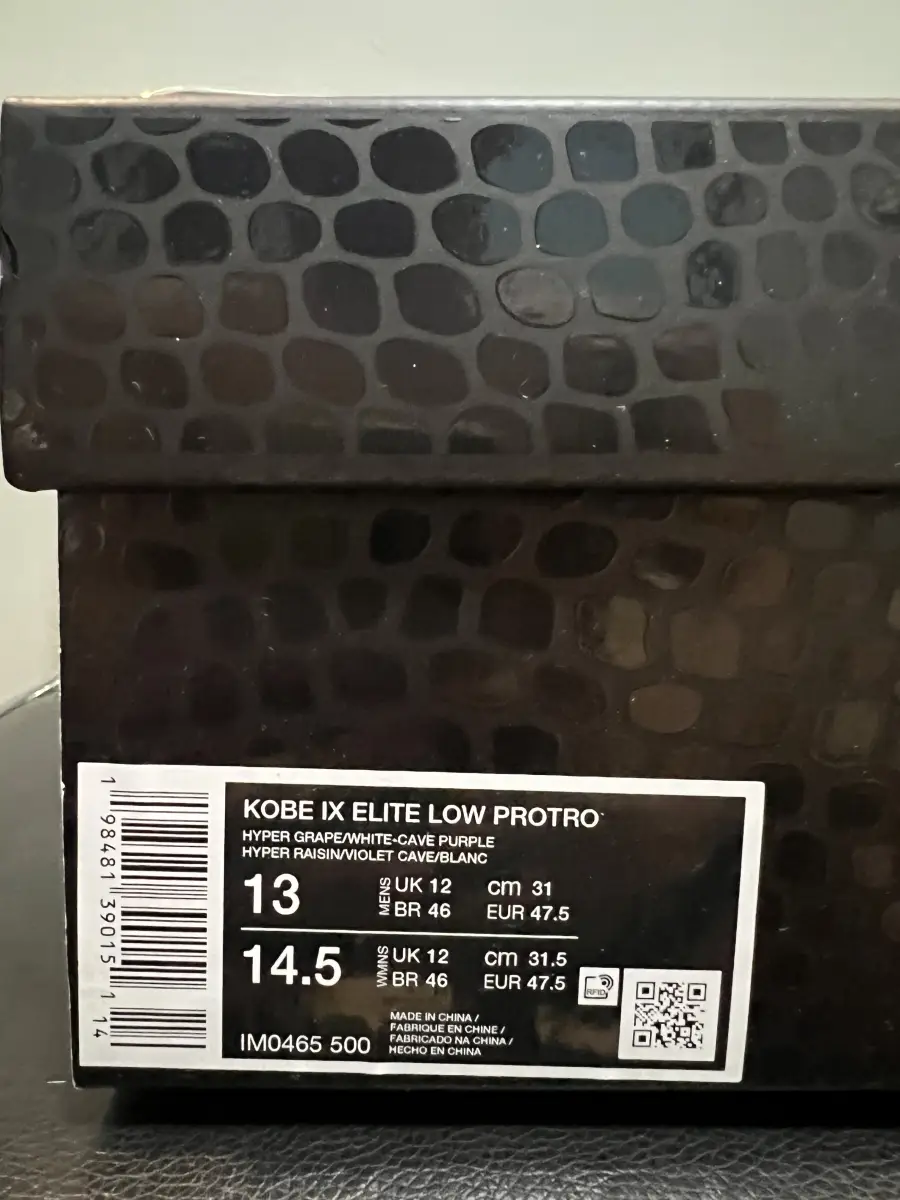 KOBE IX ELITE LOW PROTRO
HYPER GRAPE/WHITE-CAVE PURPLE
HYPER RAISIN/VIOLET CAVE/BLANC
13 MENS UK 12 cm 31
BR 46 EUR 47.5
14.5 WMNS UK 12 cm 31.5
BR 46 EUR 47.5
RFID
IM0465 500
MADE IN CHINA /
FABRIQUE EN CHINE /
FABRICADO NA CHINA /
HECHO EN CHINA
1 98481 39015 1 14